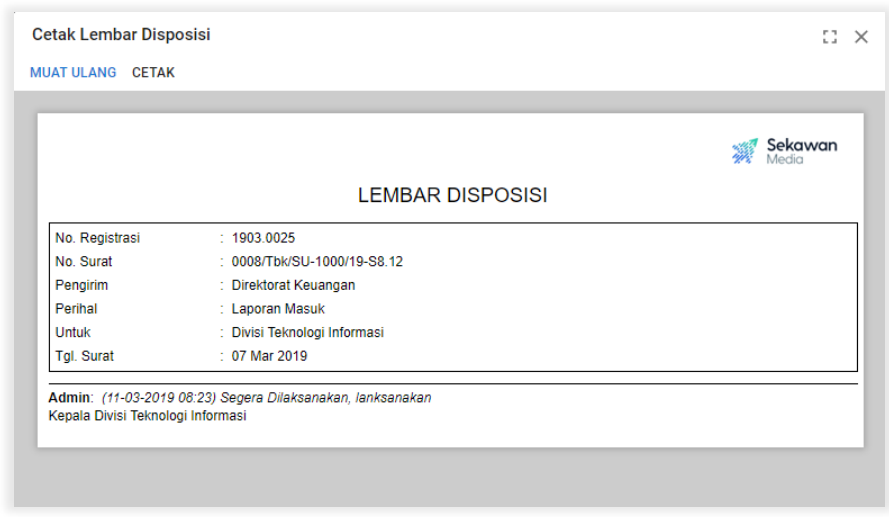 Cetak Lembar Disposisi
MUAT ULANG CETAK
Sekawan
Media
LEMBAR DISPOSISI
No. Registrasi : 1903.0025
No. Surat : 0008/Tbk/SU-1000/19-S8.12
Pengirim : Direktorat Keuangan
Perihal : Laporan Masuk
Untuk : Divisi Teknologi Informasi
Tgl. Surat : 07 Mar 2019
Admin: (11-03-2019 08:23) Segera Dilaksanakan, lanksanakan
Kepala Divisi Teknologi Informasi